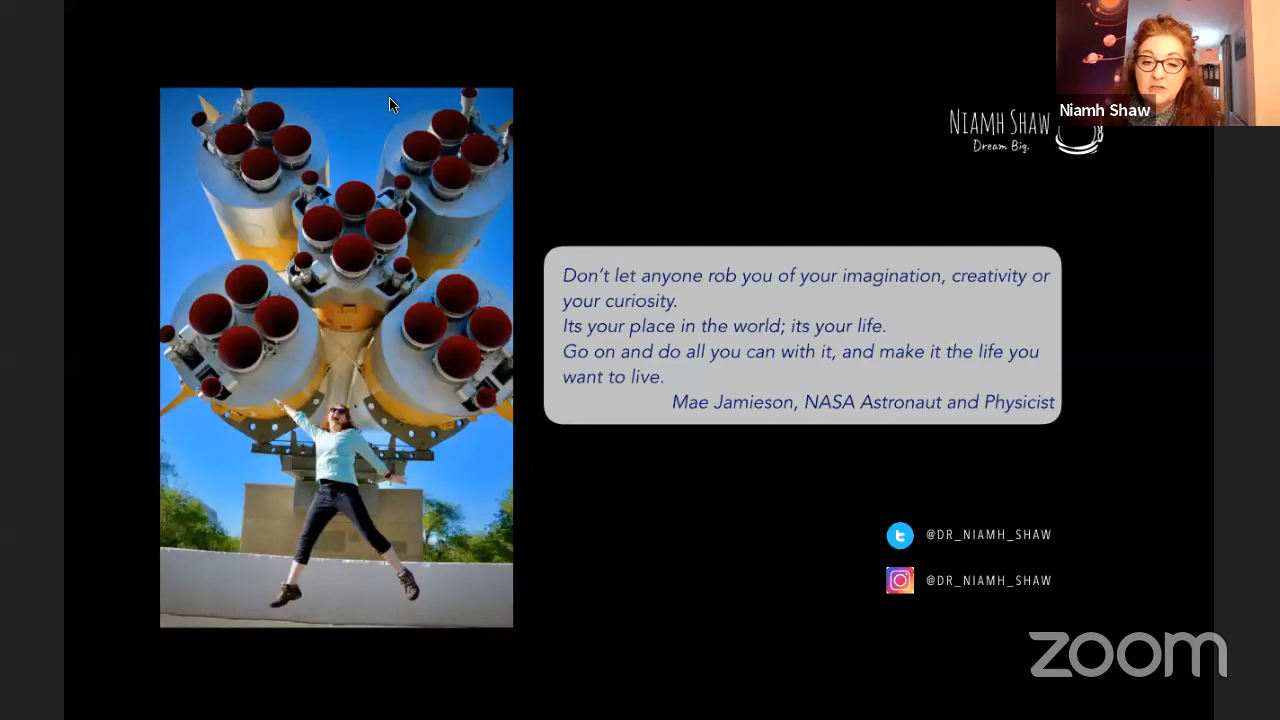 Niamh Shaw
NIAMH SHAW
Dream Big.
Don't let anyone rob you of your imagination, creativity or
your curiosity.
Its your place in the world; its your life.
Go on and do all you can with it, and make it the life you
want to live.
Mae Jamieson, NASA Astronaut and Physicist
@DR_NIAMH_SHAW
@DR_NIAMH_SHAW
zoom